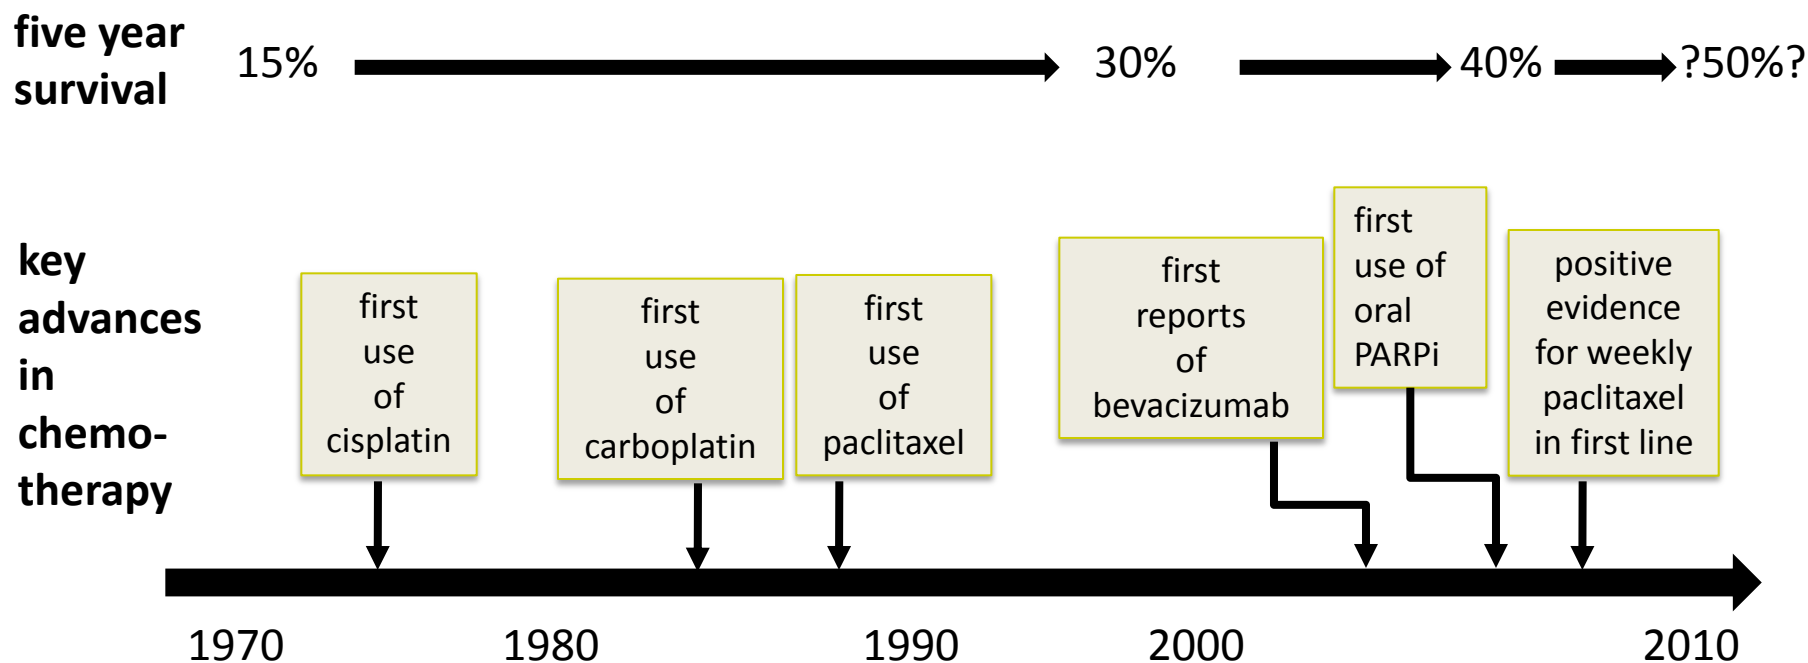 five year
survival
15%
30%
40%
?50%?
key
advances
in
chemo-
therapy
first
use
of
cisplatin
first
use
of
carboplatin
first
use
of
paclitaxel
first
reports
of
bevacizumab
first
use of
oral
PARPi
positive
evidence
for weekly
paclitaxel
in first line
1970
1980
1990
2000
2010